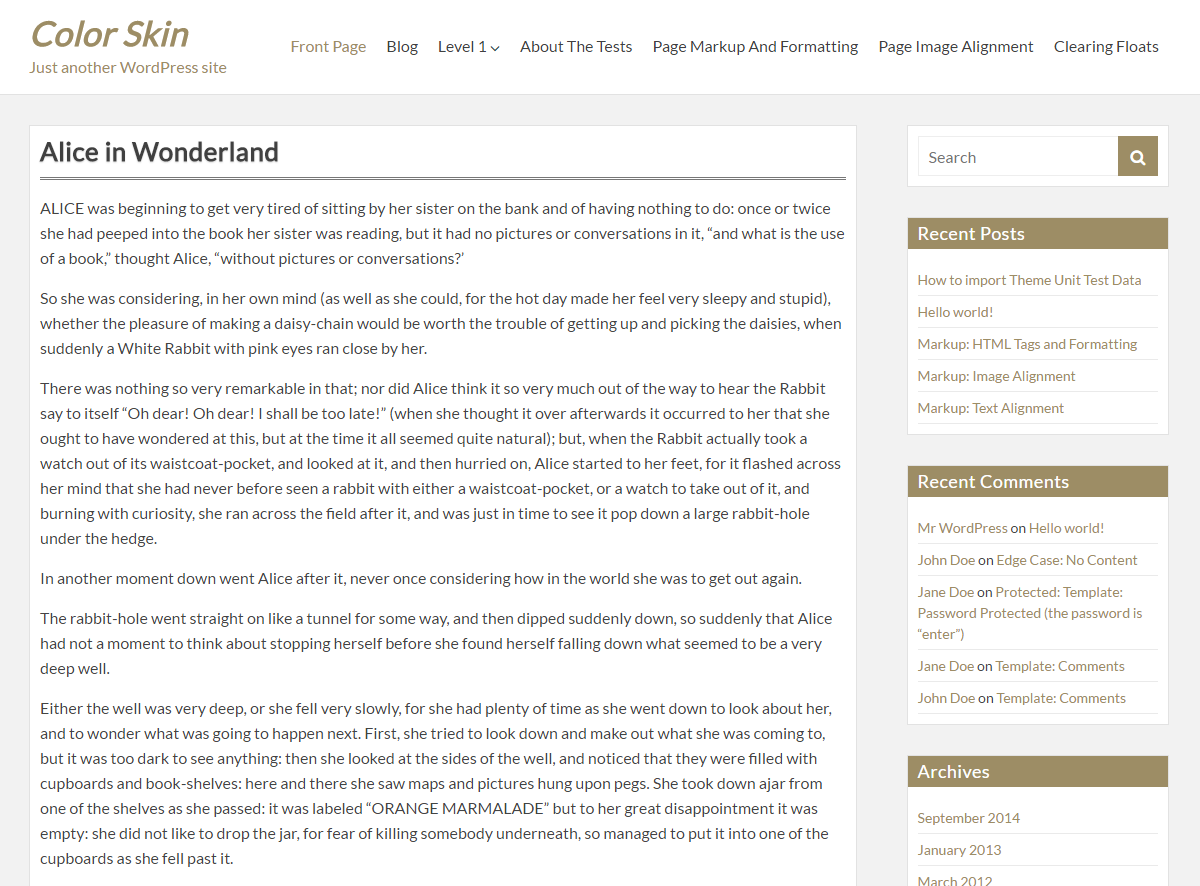 Color Skin
Just another WordPress site
Front Page
Blog
Level 1
About The Tests
Page Markup And Formatting
Page Image Alignment
Clearing Floats
Alice in Wonderland
ALICE was beginning to get very tired of sitting by her sister on the bank and of having nothing to do: once or twice
she had peeped into the book her sister was reading, but it had no pictures or conversations in it, “and what is the use
of a book,” thought Alice, “without pictures or conversations?’
So she was considering, in her own mind (as well as she could, for the hot day made her feel very sleepy and stupid),
whether the pleasure of making a daisy-chain would be worth the trouble of getting up and picking the daisies, when
suddenly a White Rabbit with pink eyes ran close by her.
There was nothing so very remarkable in that; nor did Alice think it so very much out of the way to hear the Rabbit
say to itself “Oh dear! Oh dear! I shall be too late!” (when she thought it over afterwards it occurred to her that she
ought to have wondered at this, but at the time it all seemed quite natural); but, when the Rabbit actually took a
watch out of its waistcoat-pocket, and looked at it, and then hurried on, Alice started to her feet, for it flashed across
her mind that she had never before seen a rabbit with either a waistcoat-pocket, or a watch to take out of it, and
burning with curiosity, she ran across the field after it, and was just in time to see it pop down a large rabbit-hole
under the hedge.
In another moment down went Alice after it, never once considering how in the world she was to get out again.
The rabbit-hole went straight on like a tunnel for some way, and then dipped suddenly down, so suddenly that Alice
had not a moment to think about stopping herself before she found herself falling down what seemed to be a very
deep well.
Either the well was very deep, or she fell very slowly, for she had plenty of time as she went down to look about her,
and to wonder what was going to happen next. First, she tried to look down and make out what she was coming to,
but it was too dark to see anything: then she looked at the sides of the well, and noticed that they were filled with
cupboards and book-shelves: here and there she saw maps and pictures hung upon pegs. She took down ajar from
one of the shelves as she passed: it was labeled “ORANGE MARMALADE” but to her great disappointment it was
empty: she did not like to drop the jar, for fear of killing somebody underneath, so managed to put it into one of the
cupboards as she fell past it.
Search
Recent Posts
How to import Theme Unit Test Data
Hello world!
Markup: HTML Tags and Formatting
Markup: Image Alignment
Markup: Text Alignment
Recent Comments
Mr WordPress on Hello world!
John Doe on Edge Case: No Content
Jane Doe on Protected: Template:
Password Protected (the password is
“enter”)
Jane Doe on Template: Comments
John Doe on Template: Comments
Archives
September 2014
January 2013
March 2012